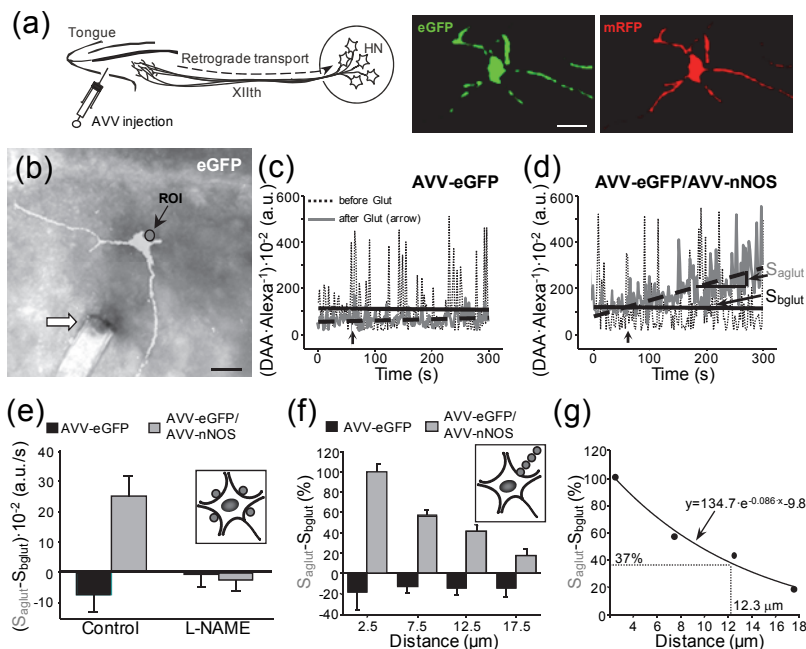 (a)
Tongue
Retrograde transport
HN
XIIth
AVV injection
eGFP
mRFP
(b)
eGFP
ROI
(c)
AVV-eGFP
before Glut
after Glut (arrow)
(DAA·Alexa⁻¹)·10⁻² (a.u.)
600
400
200
0
0
100
200
300
Time (s)
(d)
AVV-eGFP/AVV-nNOS
Saglut
Sbglut
(DAA·Alexa⁻¹)·10⁻² (a.u.)
600
400
200
0
0
100
200
300
Time (s)
(e)
AVV-eGFP
AVV-eGFP/
AVV-nNOS
(Saglut-Sbglut)·10⁻² (a.u./s)
40
30
20
10
0
-10
Control
L-NAME
(f)
AVV-eGFP
AVV-eGFP/
AVV-nNOS
Saglut-Sbglut (%)
120
100
80
60
40
20
0
-20
-40
2.5
7.5
12.5
17.5
Distance (µm)
(g)
Saglut-Sbglut (%)
120
100
80
60
40
20
0
y=134.7·e^-0.086·x-9.8
37%
12.3 µm
2 4 6 8 10 12 14 16 18
Distance (µm)